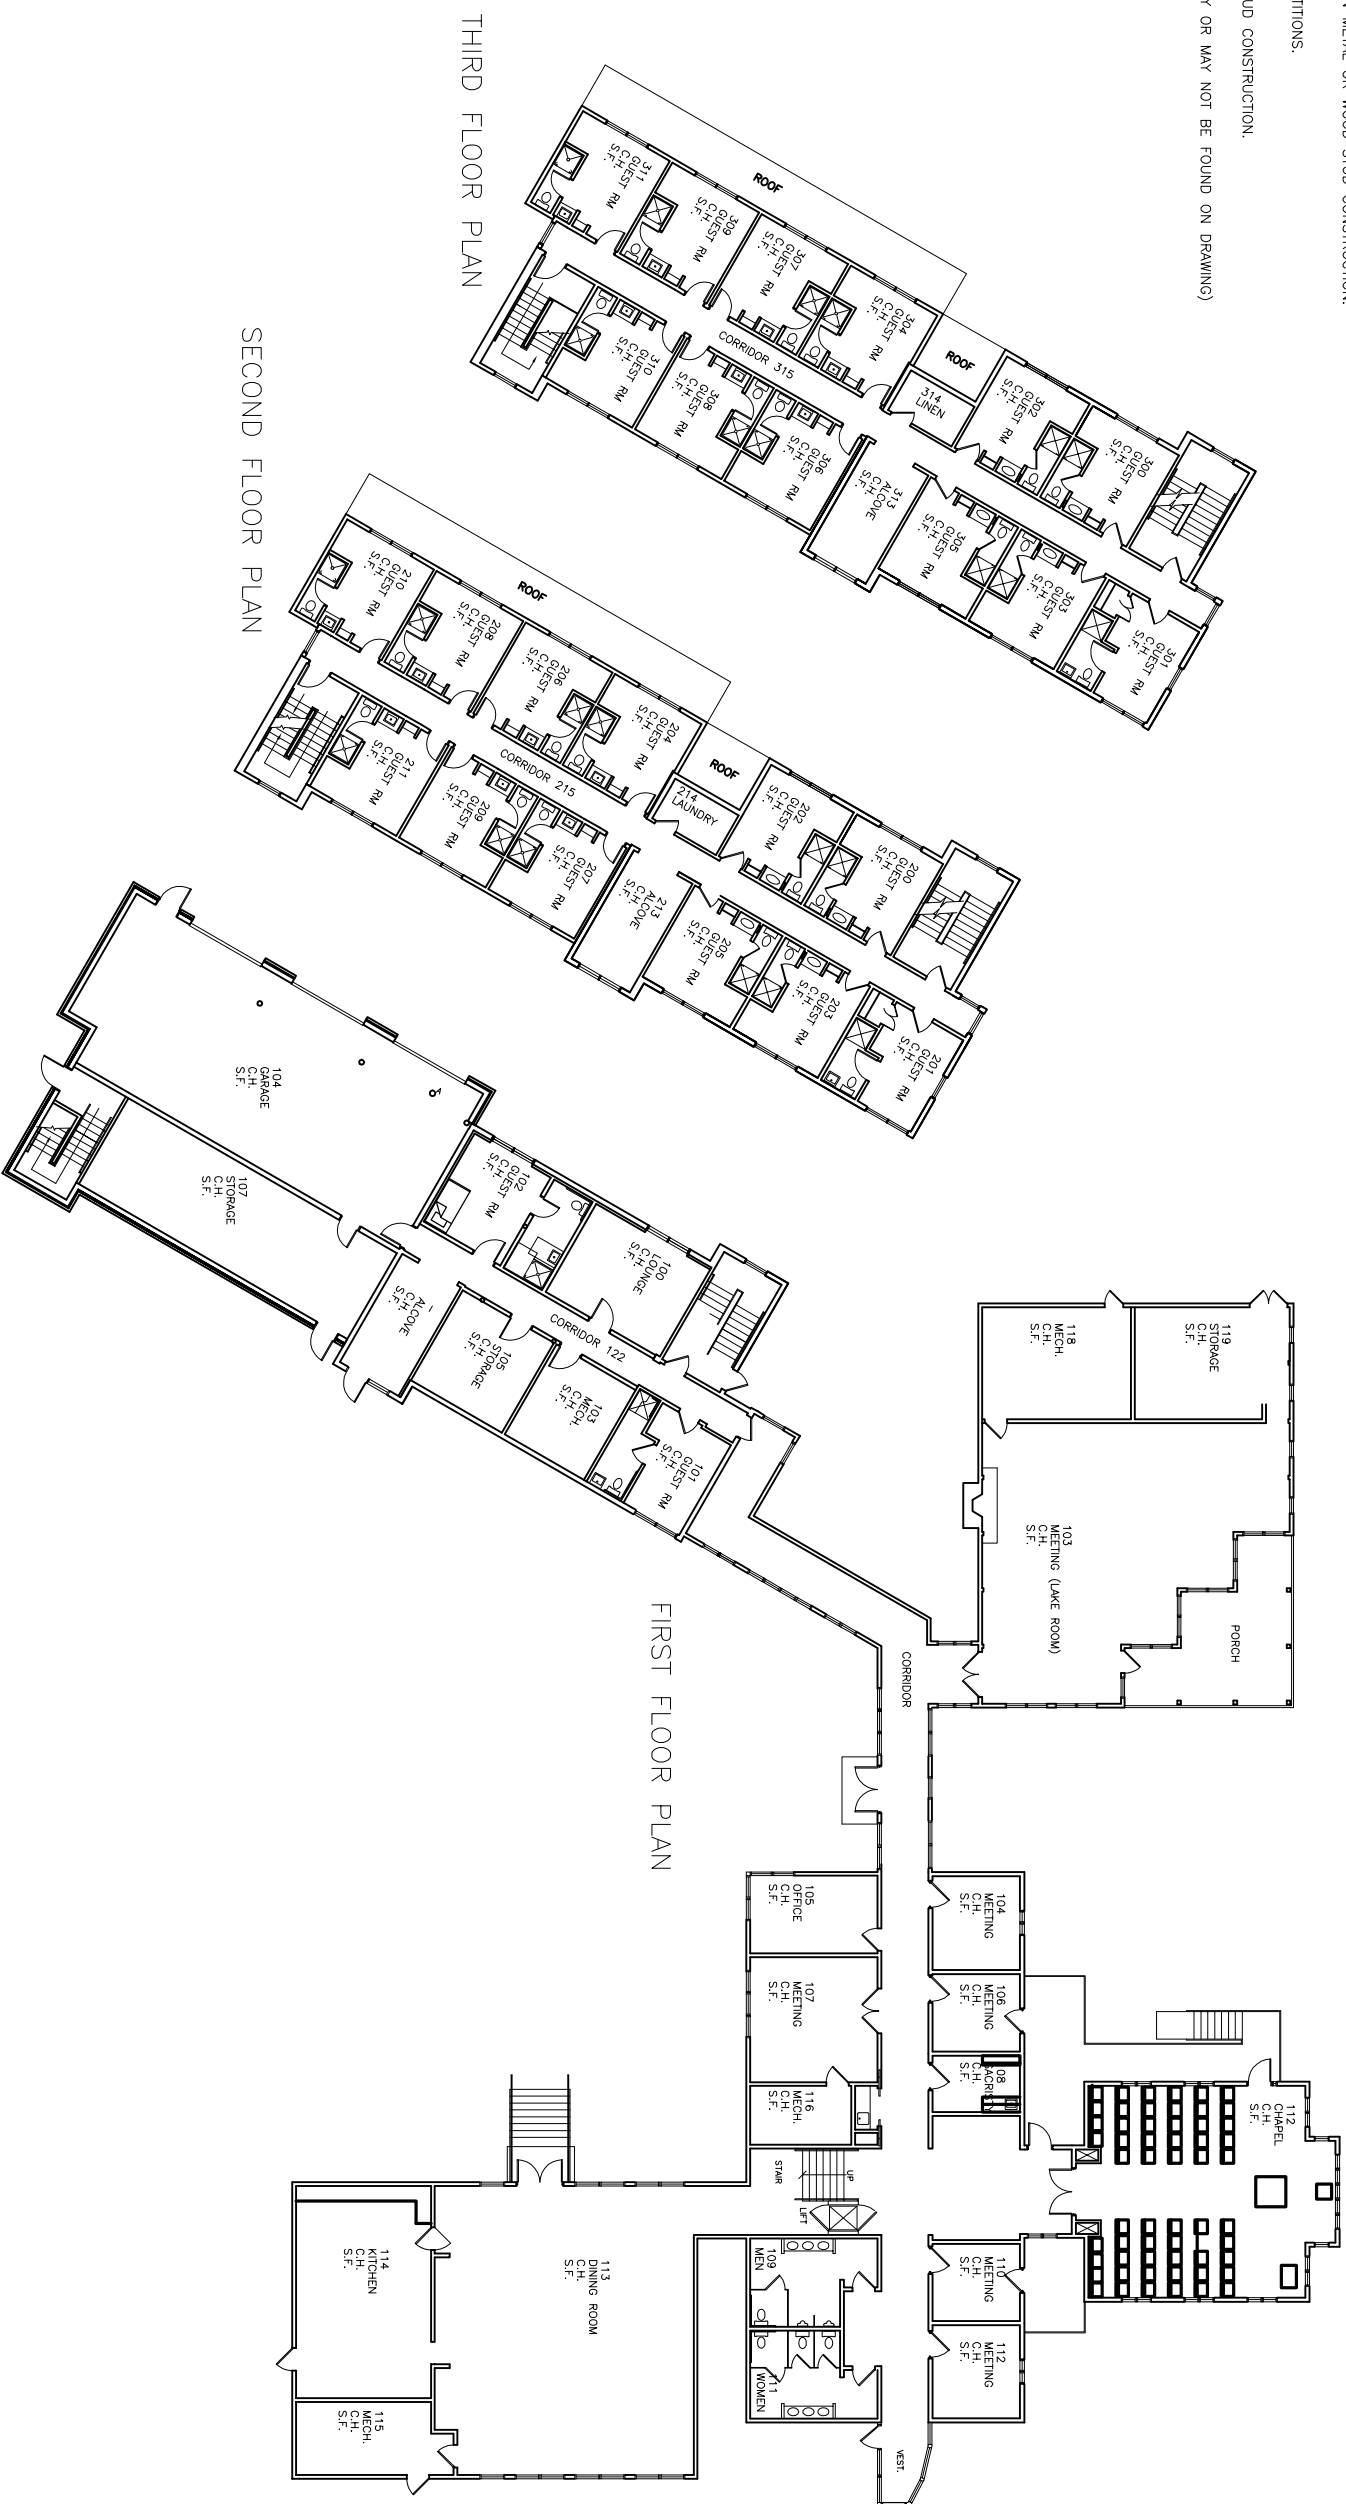 N METAL OR WOOD STUD CONSTRUCTION.
TITIONS.
UD CONSTRUCTION.
Y OR MAY NOT BE FOUND ON DRAWING)
THIRD FLOOR PLAN
ROOF
311
GUEST RM
C.H.
S.F.
309
GUEST RM
C.H.
S.F.
307
GUEST RM
C.H.
S.F.
304
GUEST RM
C.H.
S.F.
ROOF
314
LINEN
302
GUEST RM
C.H.
S.F.
300
GUEST RM
C.H.
S.F.
CORRIDOR 315
310
GUEST RM
C.H.
S.F.
308
GUEST RM
C.H.
S.F.
306
GUEST RM
C.H.
S.F.
313
ALCOVE
C.H.
S.F.
305
GUEST RM
C.H.
S.F.
303
GUEST RM
C.H.
S.F.
301
GUEST RM
C.H.
S.F.
SECOND FLOOR PLAN
ROOF
210
GUEST RM
C.H.
S.F.
208
GUEST RM
C.H.
S.F.
206
GUEST RM
C.H.
S.F.
204
GUEST RM
C.H.
S.F.
ROOF
214
LAUNDRY
202
GUEST RM
C.H.
S.F.
200
GUEST RM
C.H.
S.F.
CORRIDOR 215
211
GUEST RM
C.H.
S.F.
209
GUEST RM
C.H.
S.F.
207
GUEST RM
C.H.
S.F.
213
ALCOVE
C.H.
S.F.
205
GUEST RM
C.H.
S.F.
203
GUEST RM
C.H.
S.F.
201
GUEST RM
C.H.
S.F.
FIRST FLOOR PLAN
104
GARAGE
C.H.
S.F.
107
STORAGE
C.H.
S.F.
102
GUEST RM
C.H.
S.F.
100
LOUNGE
C.H.
S.F.
ALCOVE
C.H.
S.F.
CORRIDOR 122
105
STORAGE
C.H.
S.F.
103
MECH.
C.H.
S.F.
101
GUEST RM
C.H.
S.F.
119
STORAGE
C.H.
S.F.
118
MECH.
C.H.
S.F.
103
MEETING (LAKE ROOM)
C.H.
S.F.
PORCH
CORRIDOR
104
MEETING
C.H.
S.F.
106
MEETING
C.H.
S.F.
08
SACRIST
C.H.
S.F.
105
OFFICE
C.H.
S.F.
107
MEETING
C.H.
S.F.
116
MECH.
C.H.
S.F.
112
CHAPEL
C.H.
S.F.
UP
STAIR
LIFT
110
MEETING
C.H.
S.F.
112
MEETING
C.H.
S.F.
109
MEN
111
WOMEN
VEST.
113
DINING ROOM
C.H.
S.F.
114
KITCHEN
C.H.
S.F.
115
MECH.
C.H.
S.F.